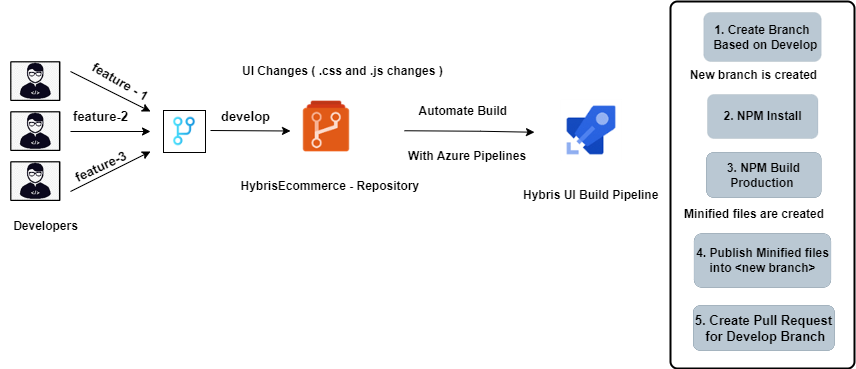 feature - 1
feature-2
feature-3
Developers
develop
UI Changes ( .css and .js changes )
HybrisEcommerce - Repository
Automate Build
With Azure Pipelines
Hybris UI Build Pipeline
1. Create Branch
Based on Develop
New branch is created
2. NPM Install
3. NPM Build
Production
Minified files are created
4. Publish Minified files
into <new branch>
5. Create Pull Request
for Develop Branch